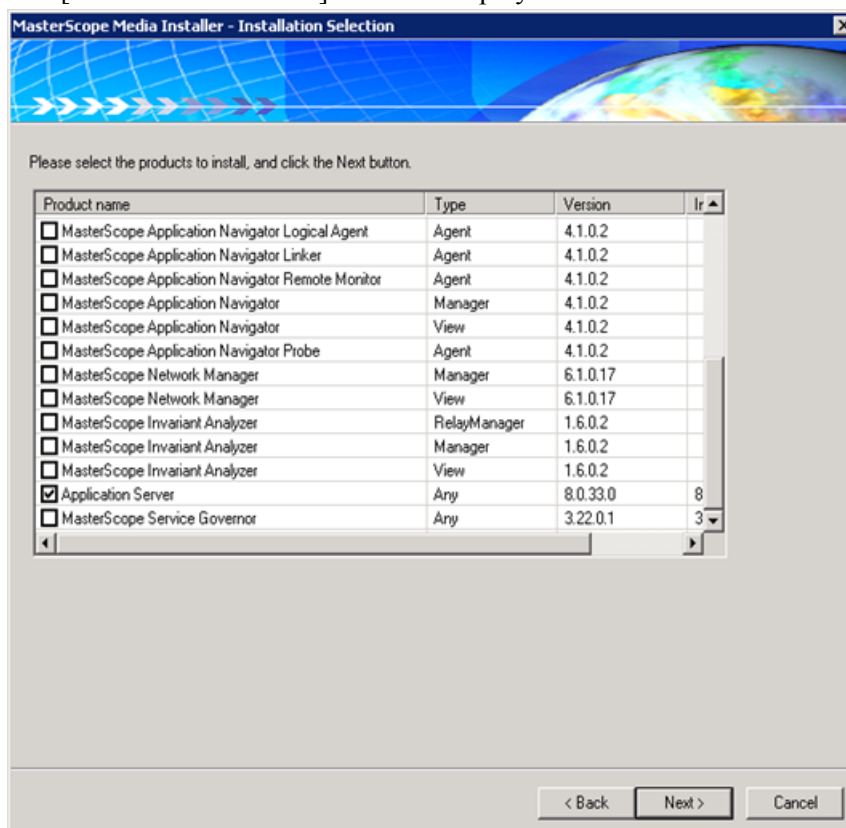 MasterScope Media Installer - Installation Selection
Please select the products to install, and click the Next button.
Product name Type Version
MasterScope Application Navigator Logical Agent Agent 4.1.0.2
MasterScope Application Navigator Linker Agent 4.1.0.2
MasterScope Application Navigator Remote Monitor Agent 4.1.0.2
MasterScope Application Navigator Manager 4.1.0.2
MasterScope Application Navigator View 4.1.0.2
MasterScope Application Navigator Probe Agent 4.1.0.2
MasterScope Network Manager Manager 6.1.0.17
MasterScope Network Manager View 6.1.0.17
MasterScope Invariant Analyzer RelayManager 1.6.0.2
MasterScope Invariant Analyzer Manager 1.6.0.2
MasterScope Invariant Analyzer View 1.6.0.2
Application Server Any 8.0.33.0 8
MasterScope Service Governor Any 3.22.0.1 3
< Back Next > Cancel